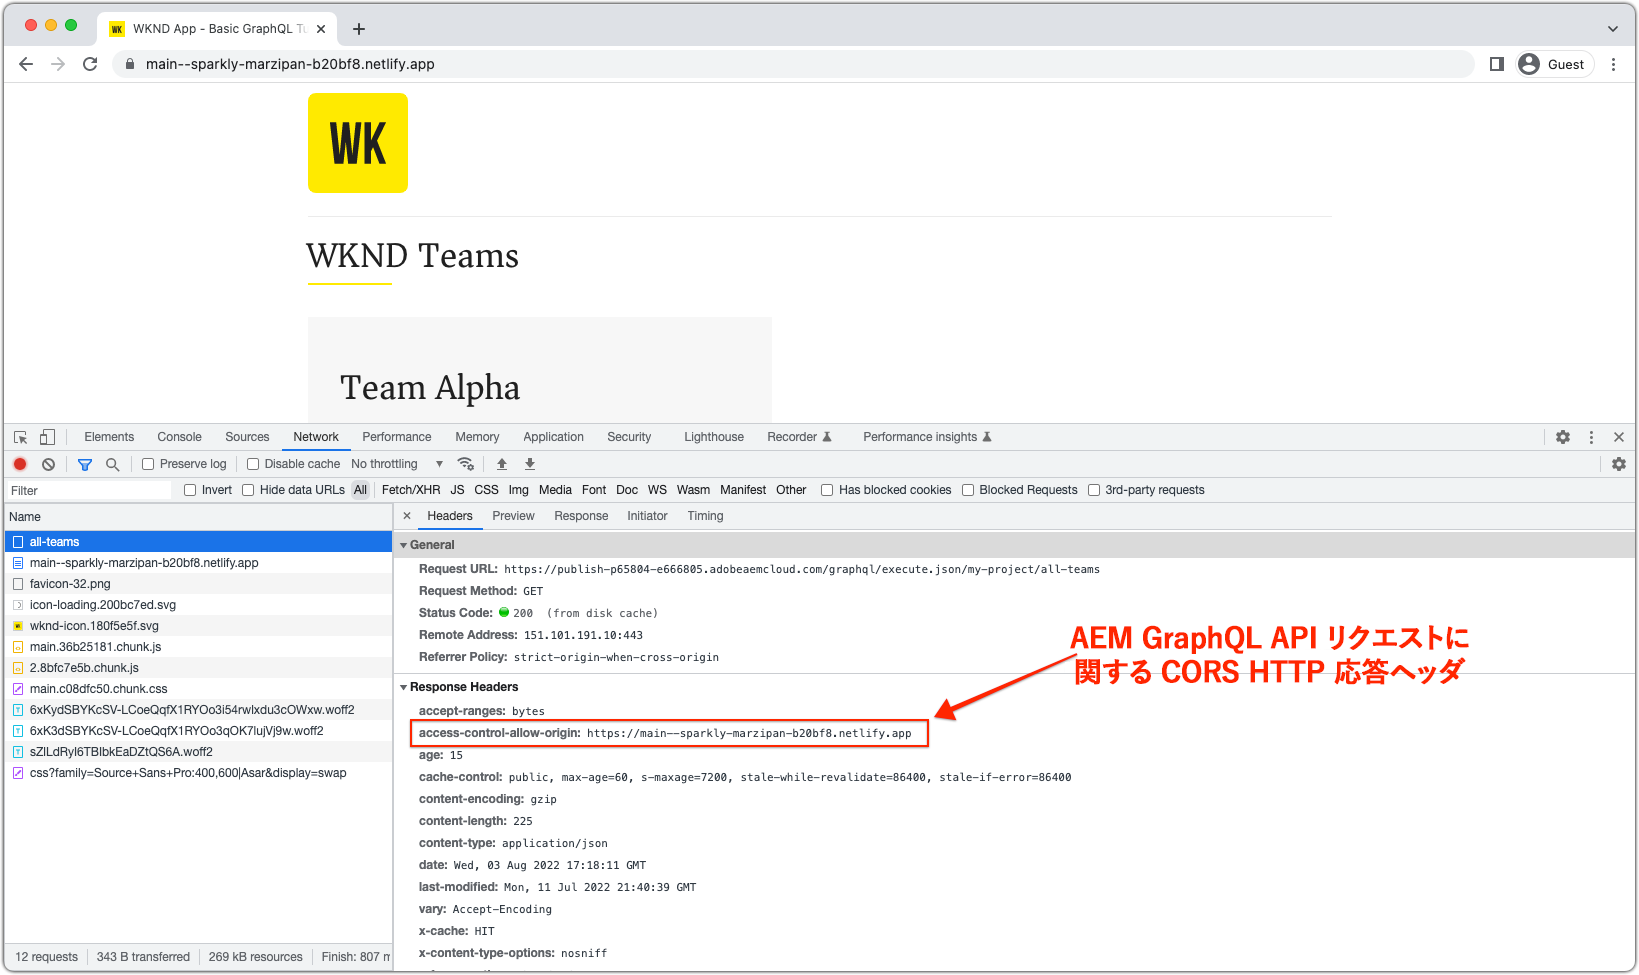 WKND App - Basic GraphQL Tu
main--sparkly-marzipan-b20bf8.netlify.app
Guest
WK
WKND Teams
Team Alpha
Elements Console Sources Network Performance Memory Application Security Lighthouse Recorder Performance insights
Preserve log Disable cache No throttling
Filter Invert Hide data URLs All Fetch/XHR JS CSS Img Media Font Doc WS Wasm Manifest Other Has blocked cookies Blocked Requests 3rd-party requests
Name
all-teams
main--sparkly-marzipan-b20bf8.netlify.app
favicon-32.png
icon-loading.200bc7ed.svg
wknd-icon.180f5e5f.svg
main.36b25181.chunk.js
2.8bfc7e5b.chunk.js
main.c08dfc50.chunk.css
6xKydSBYKcSV-LCoeQqfX1RYOo3i54rwlxdu3cOWxw.woff2
6xK3dSBYKcSV-LCoeQqfX1RYOo3qOK7lujVj9w.woff2
sZlLdRyI6TBIbkEaDZtQS6A.woff2
css?family=Source+Sans+Pro:400,600|Asar&display=swap
12 requests 343 B transferred 269 kB resources Finish: 807 m
Headers Preview Response Initiator Timing
General
Request URL: https://publish-p65804-e666805.adobeaemcloud.com/graphql/execute.json/my-project/all-teams
Request Method: GET
Status Code: 200 (from disk cache)
Remote Address: 151.101.191.10:443
Referrer Policy: strict-origin-when-cross-origin
AEM GraphQL API リクエストに
関する CORS HTTP 応答ヘッダ
Response Headers
accept-ranges: bytes
access-control-allow-origin: https://main--sparkly-marzipan-b20bf8.netlify.app
age: 15
cache-control: public, max-age=60, s-maxage=7200, stale-while-revalidate=86400, stale-if-error=86400
content-encoding: gzip
content-length: 225
content-type: application/json
date: Wed, 03 Aug 2022 17:18:11 GMT
last-modified: Mon, 11 Jul 2022 21:40:39 GMT
vary: Accept-Encoding
x-cache: HIT
x-content-type-options: nosniff